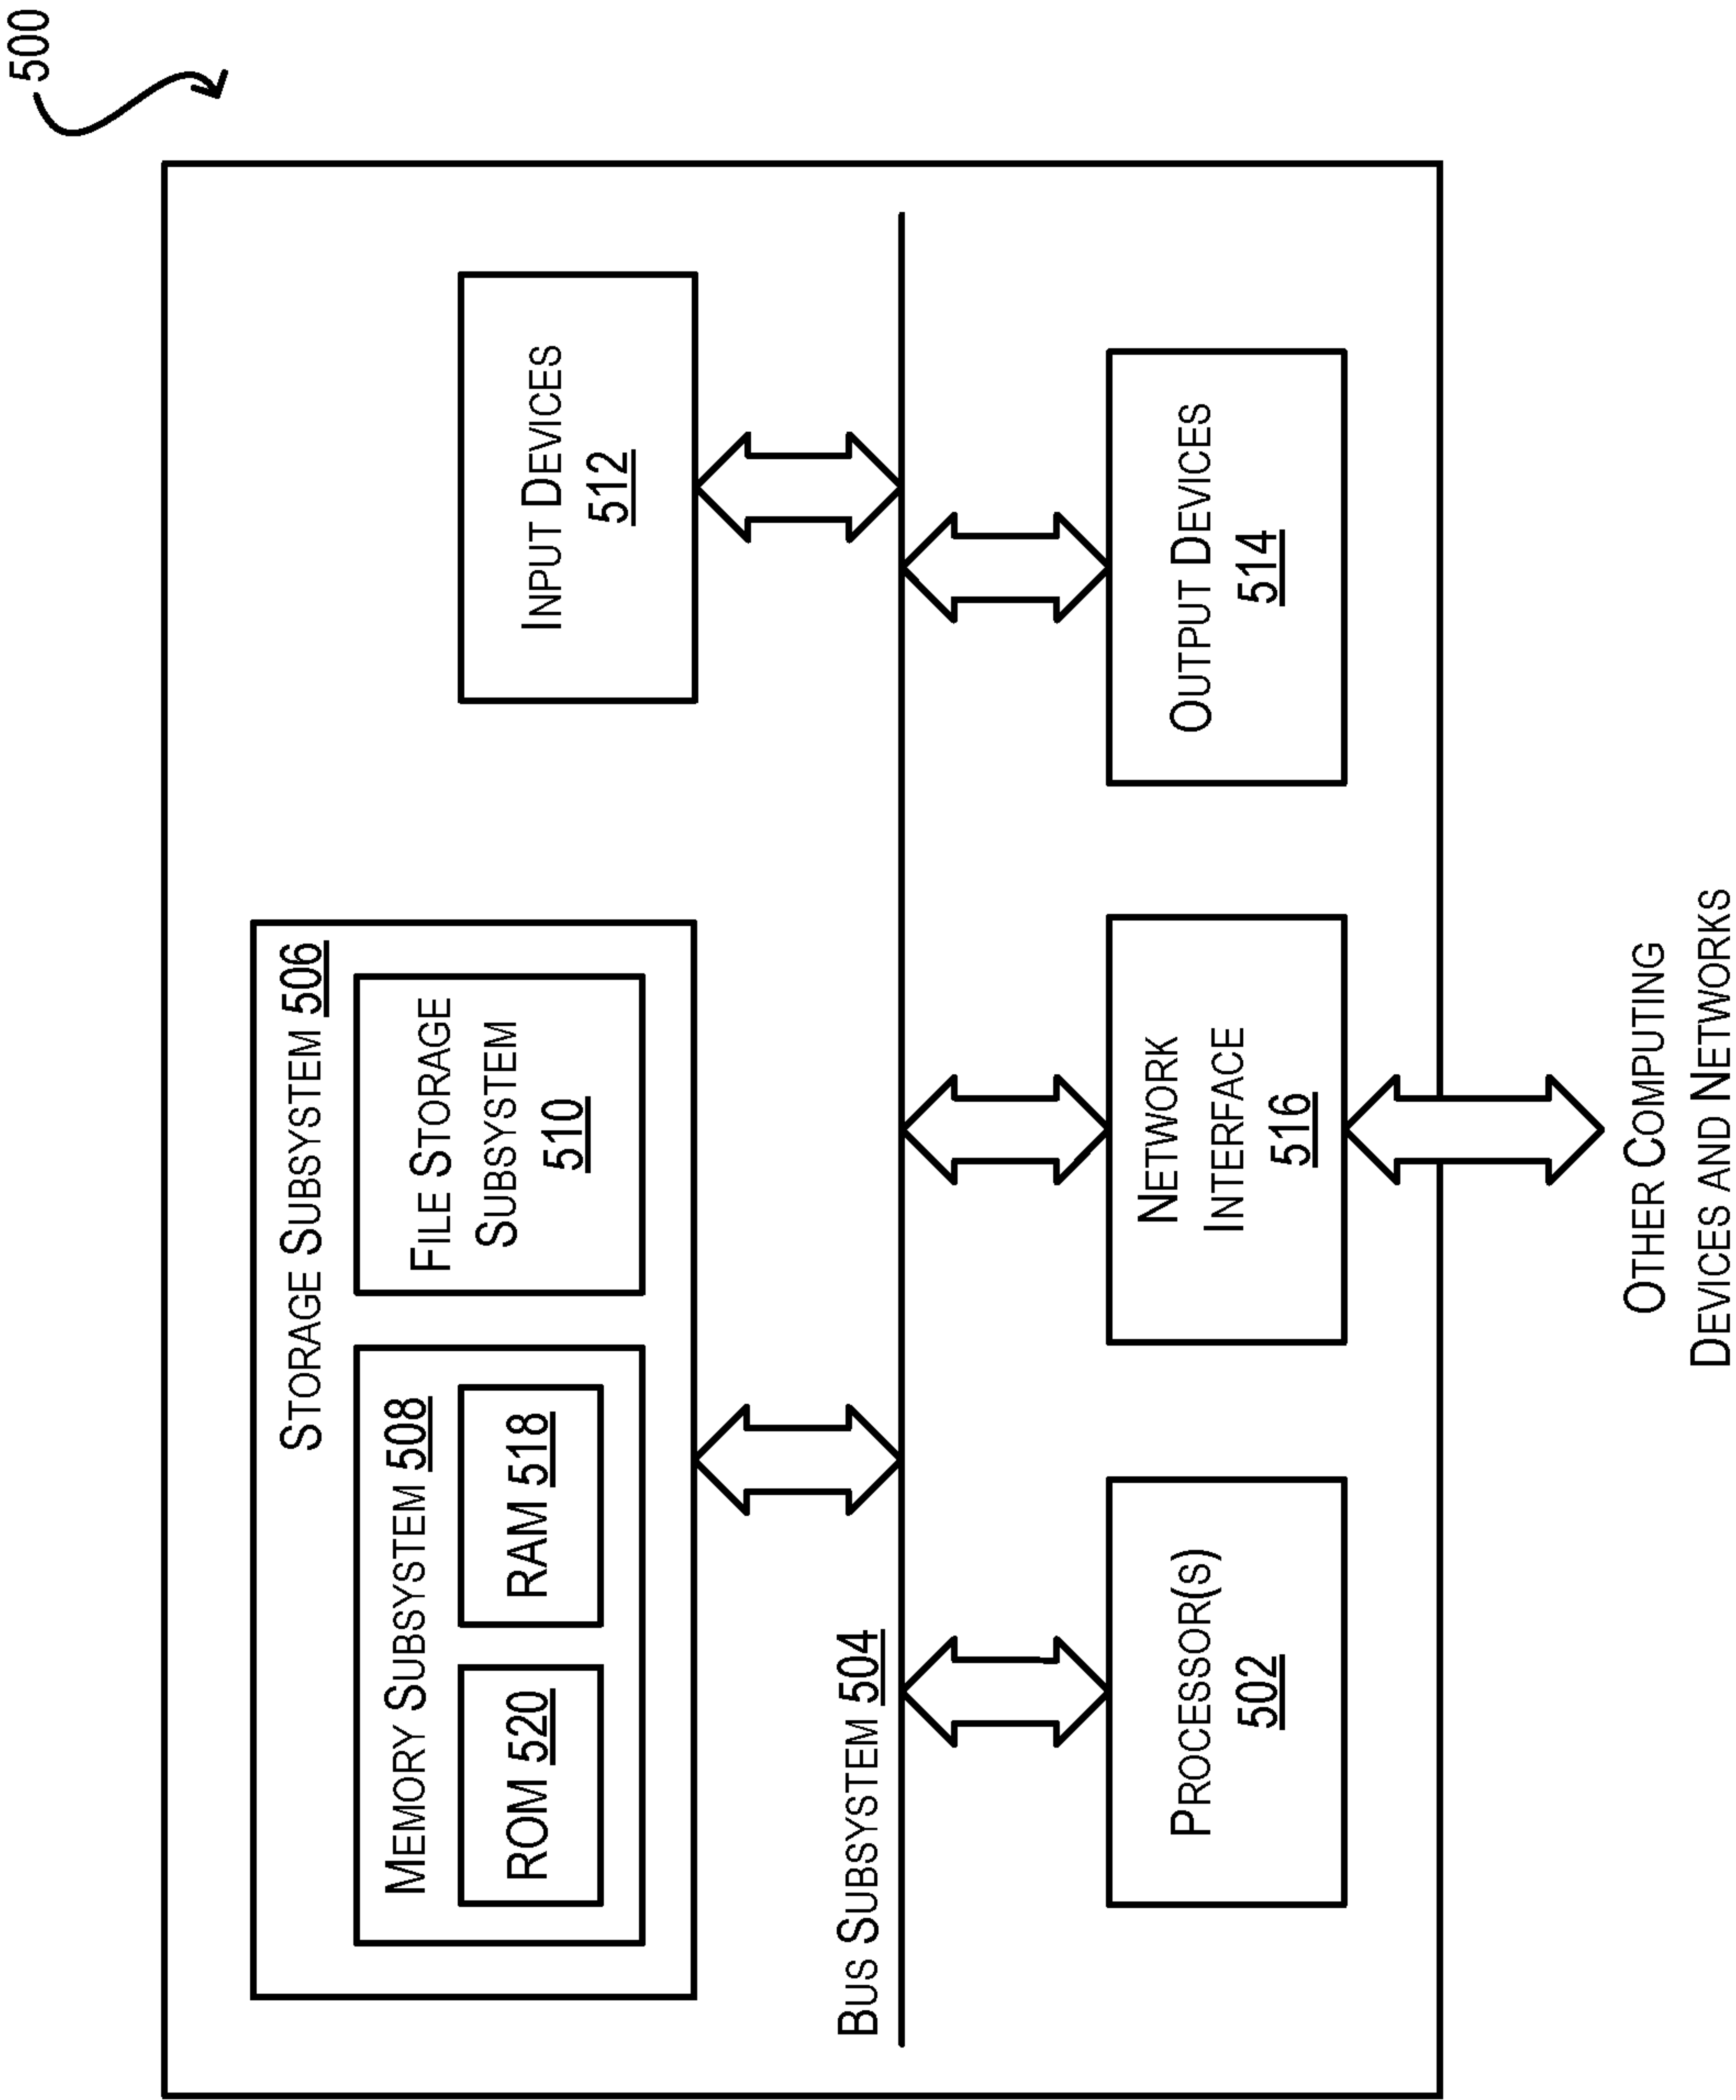 500
STORAGE SUBSYSTEM 506
MEMORY SUBSYSTEM 508
ROM 520
RAM 518
FILE STORAGE
SUBSYSTEM
510
INPUT DEVICES
512
BUS SUBSYSTEM 504
PROCESSOR(S)
502
NETWORK
INTERFACE
516
OUTPUT DEVICES
514
OTHER COMPUTING
DEVICES AND NETWORKS